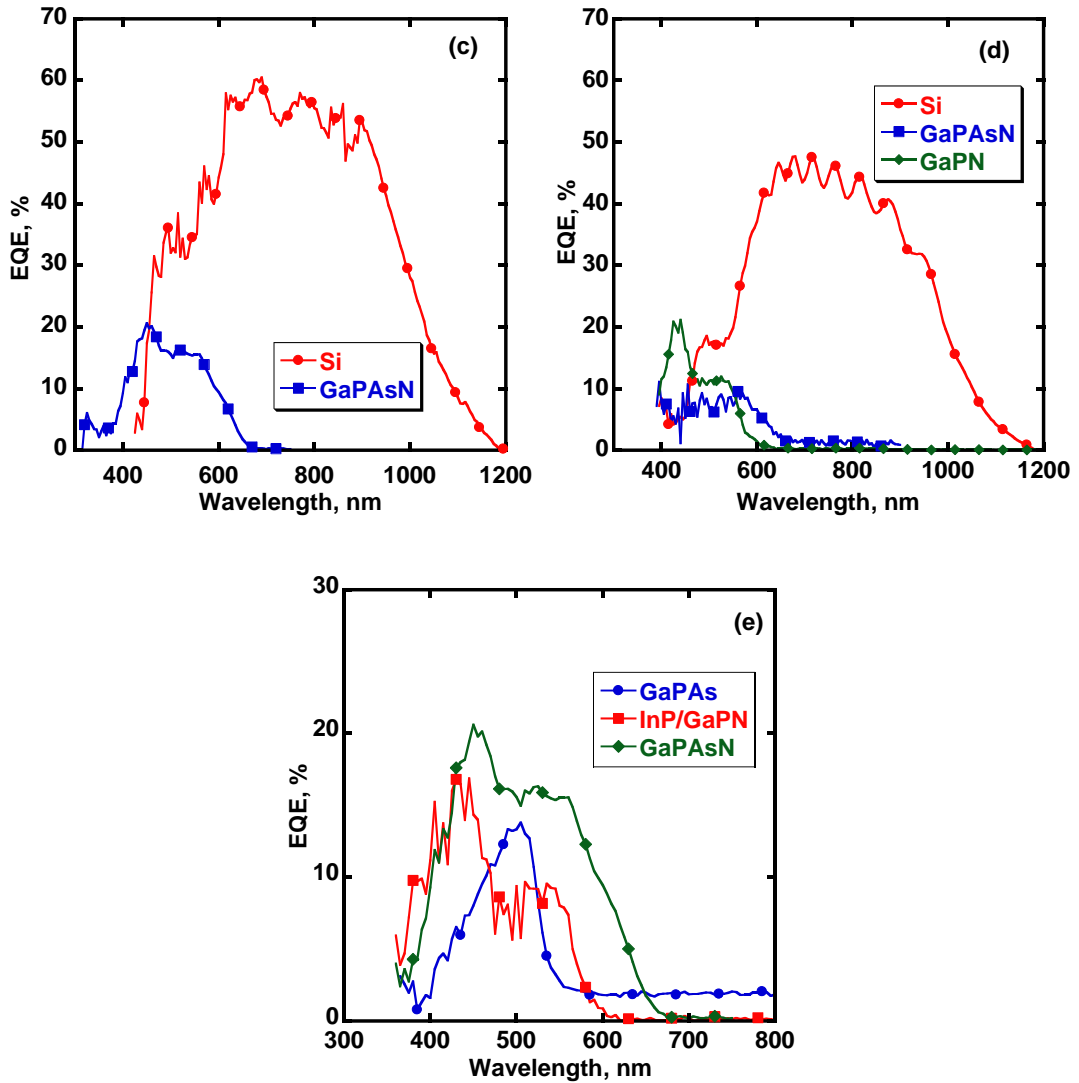 (c)
EQE, %
70
60
50
40
30
20
10
0
Si
GaPAsN
400 600 800 1000 1200
Wavelength, nm
(d)
EQE, %
70
60
50
40
30
20
10
0
Si
GaPAsN
GaPN
400 600 800 1000 1200
Wavelength, nm
(e)
EQE, %
30
20
10
0
GaPAs
InP/GaPN
GaPAsN
300 400 500 600 700 800
Wavelength, nm